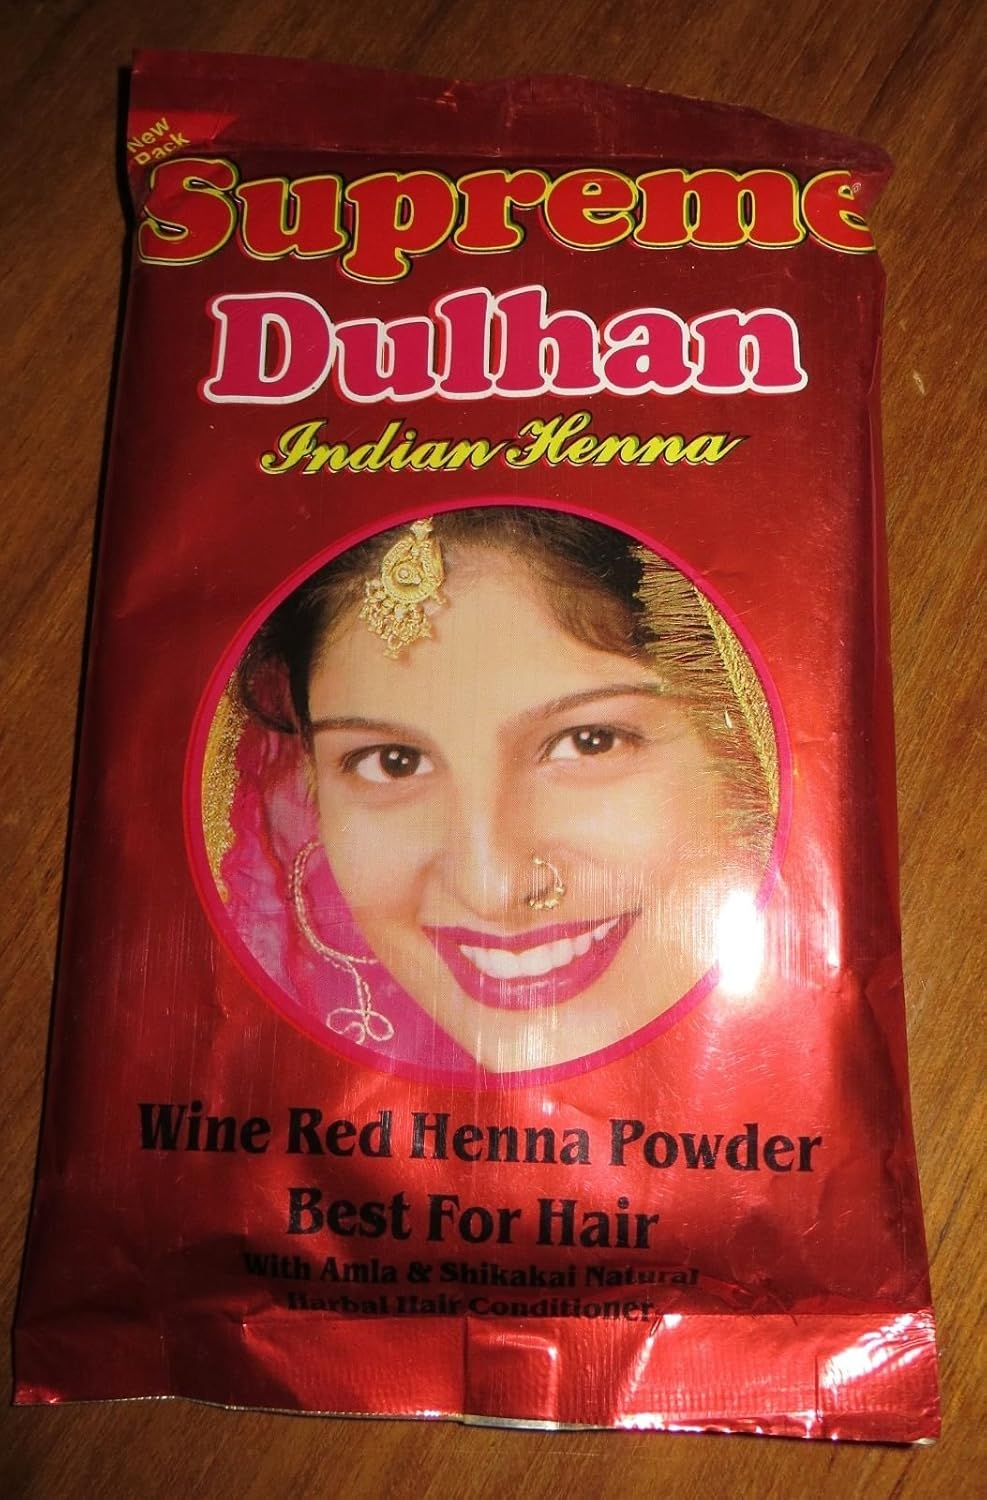 New
Pack
Supreme®
Dulhan
Indian Henna
Wine Red Henna Powder
Best For Hair
With Amla & Shikakai Natural
Harbal Hair Conditioner